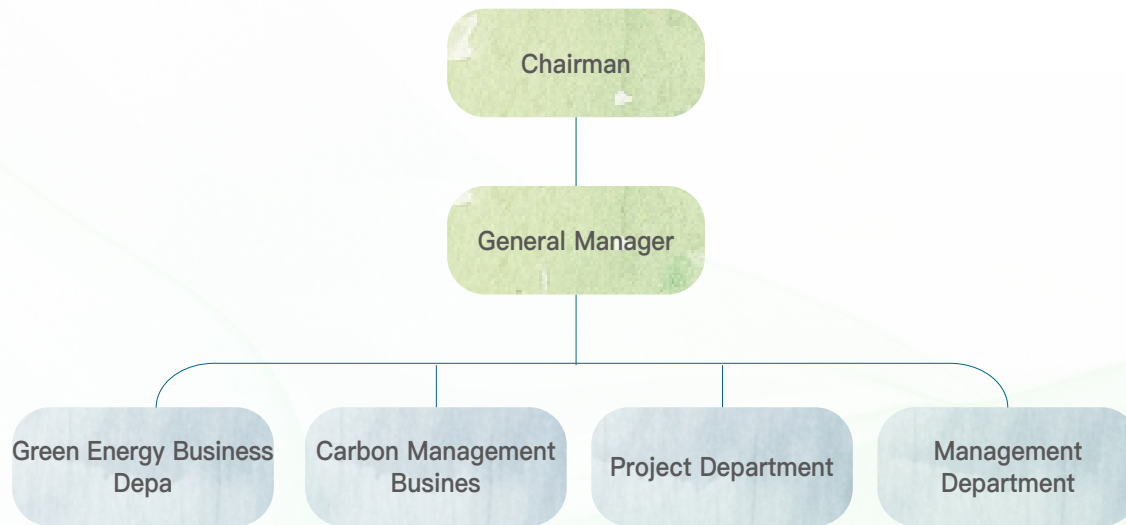 Chairman
General Manager
Green Energy Business
Depa
Carbon Management
Busines
Project Department
Management
Department